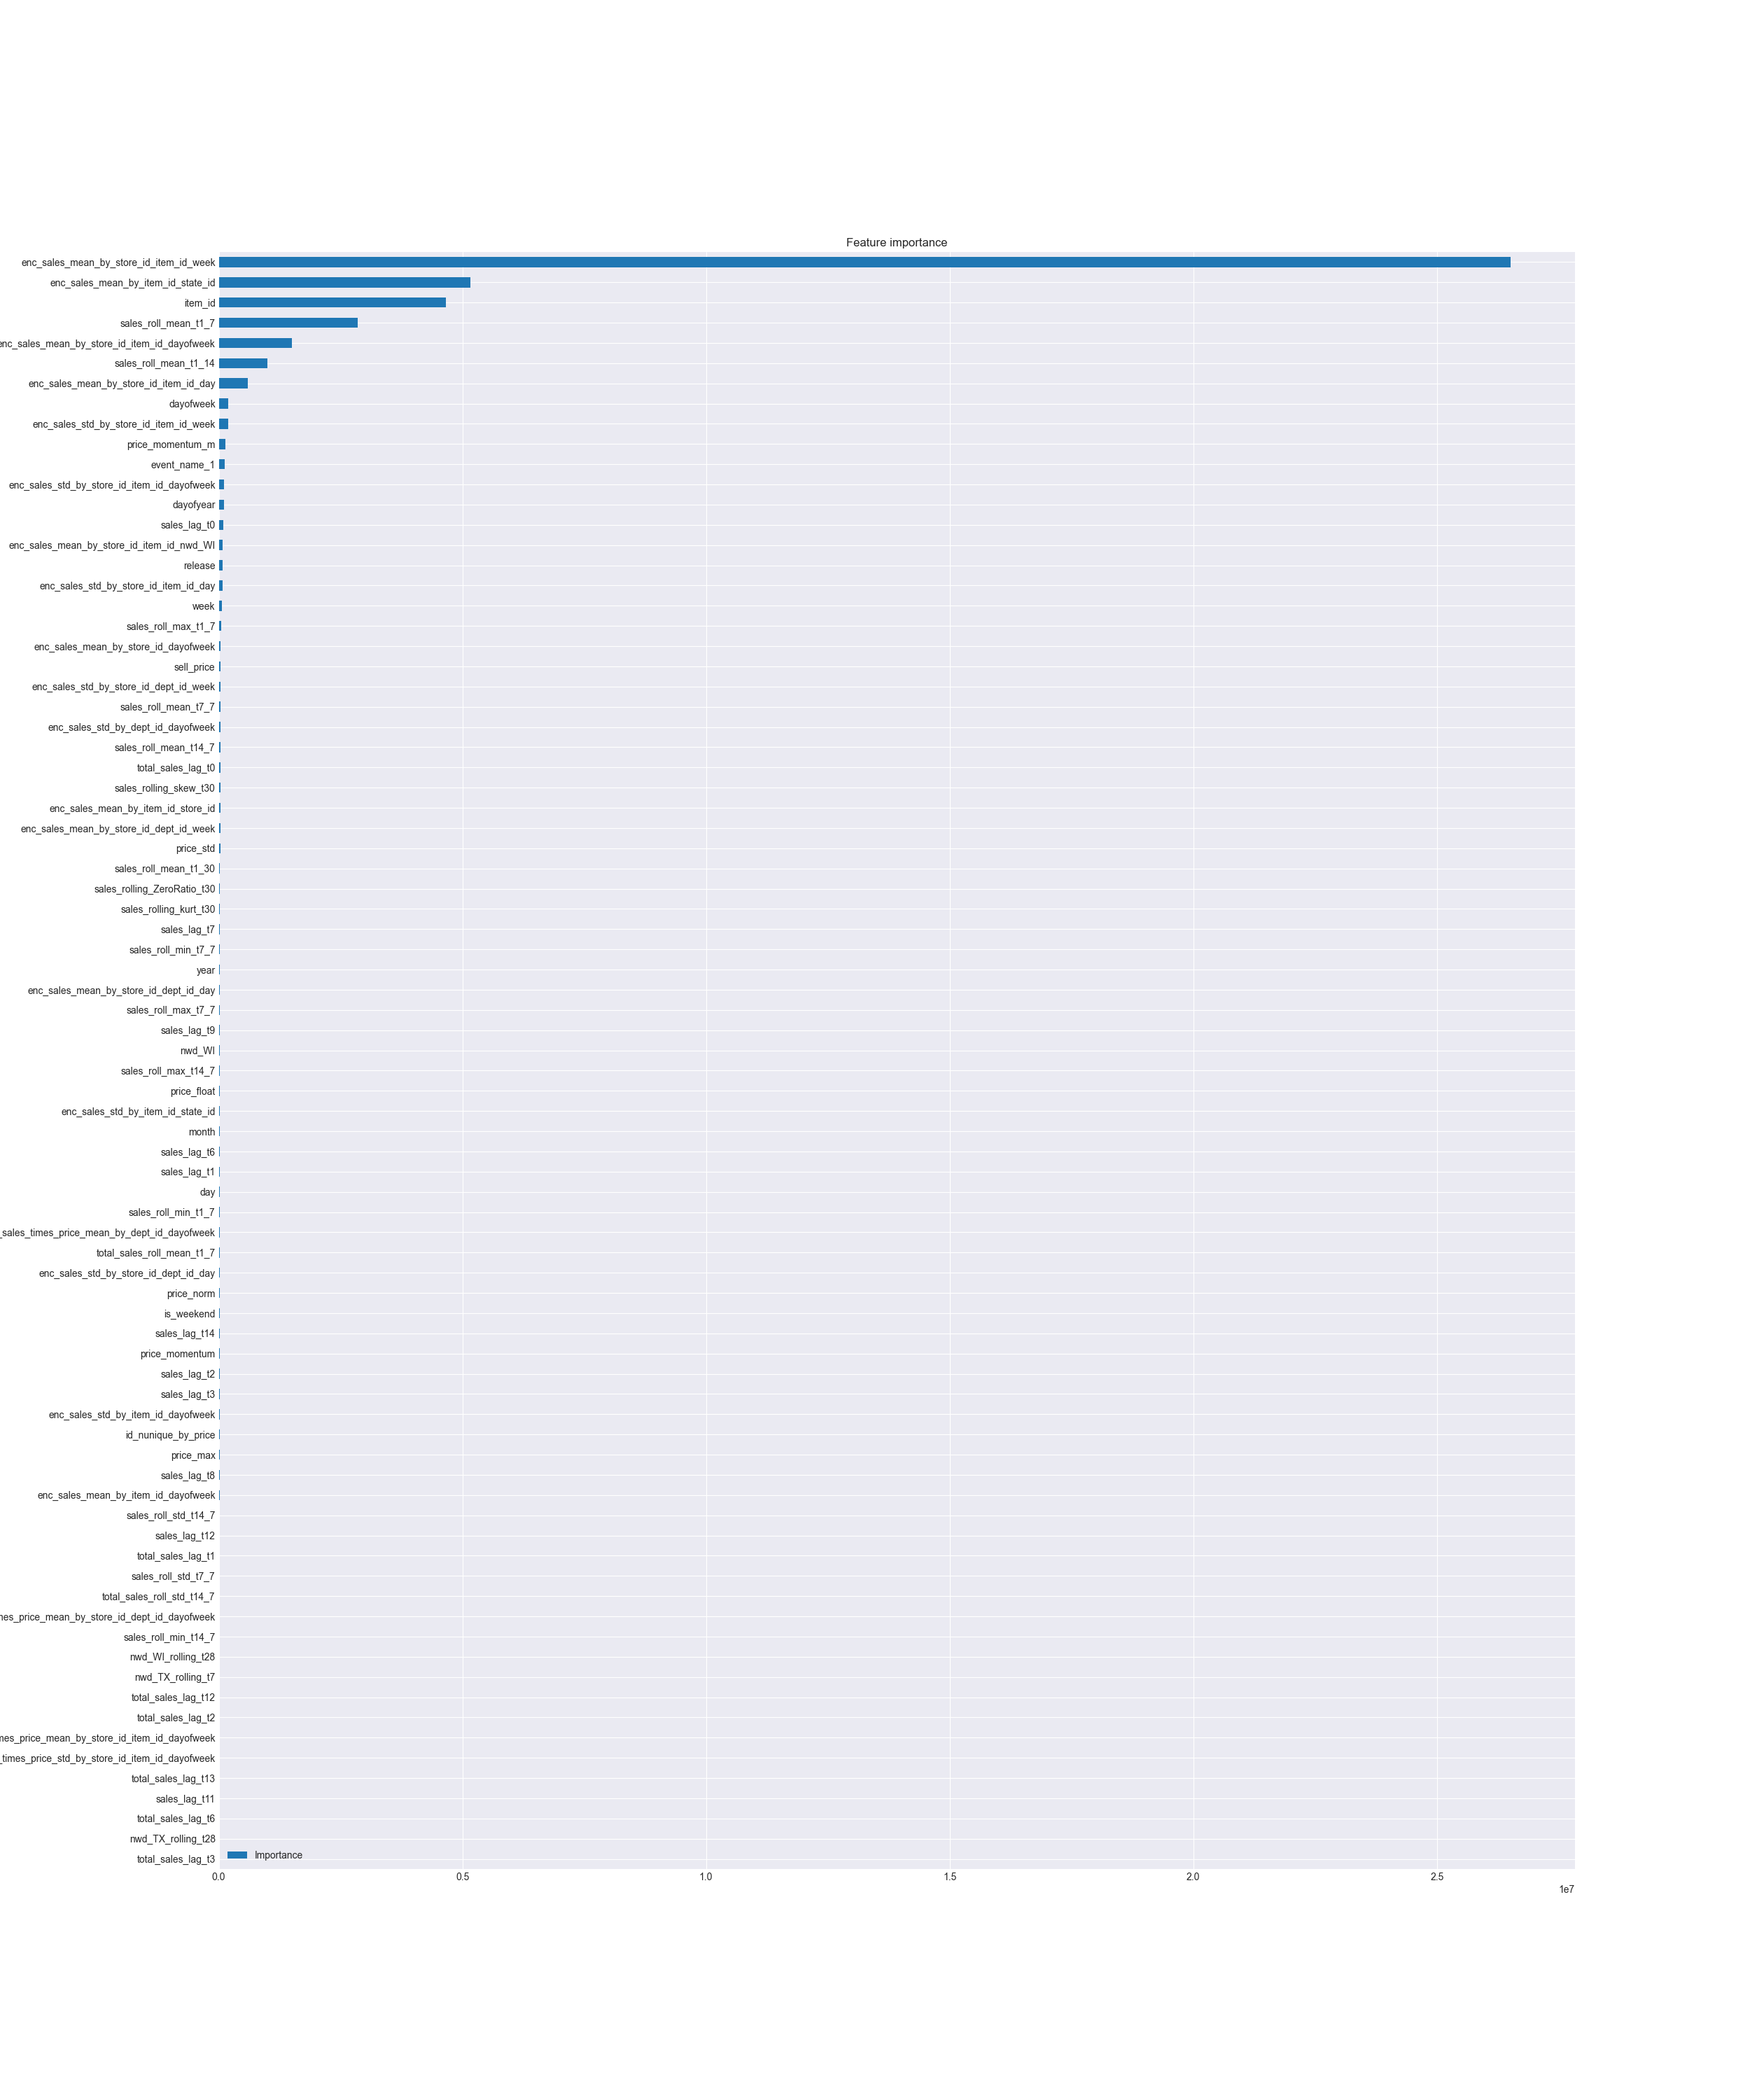 Feature importance
enc_sales_mean_by_store_id_item_id_week
enc_sales_mean_by_item_id_state_id
item_id
sales_roll_mean_t1_7
enc_sales_mean_by_store_id_item_id_dayofweek
sales_roll_mean_t1_14
enc_sales_mean_by_store_id_item_id_day
dayofweek
enc_sales_std_by_store_id_item_id_week
price_momentum_m
event_name_1
enc_sales_std_by_store_id_item_id_dayofweek
dayofyear
sales_lag_t0
enc_sales_mean_by_store_id_item_id_nwd_WI
release
enc_sales_std_by_store_id_item_id_day
week
sales_roll_max_t1_7
enc_sales_mean_by_store_id_dayofweek
sell_price
enc_sales_std_by_store_id_dept_id_week
sales_roll_mean_t7_7
enc_sales_std_by_dept_id_dayofweek
sales_roll_mean_t14_7
total_sales_lag_t0
sales_rolling_skew_t30
enc_sales_mean_by_item_id_store_id
enc_sales_mean_by_store_id_dept_id_week
price_std
sales_roll_mean_t1_30
sales_rolling_ZeroRatio_t30
sales_rolling_kurt_t30
sales_lag_t7
sales_roll_min_t7_7
year
enc_sales_mean_by_store_id_dept_id_day
sales_roll_max_t7_7
sales_lag_t9
nwd_WI
sales_roll_max_t14_7
price_float
enc_sales_std_by_item_id_state_id
month
sales_lag_t6
sales_lag_t1
day
sales_roll_min_t1_7
_sales_times_price_mean_by_dept_id_dayofweek
total_sales_roll_mean_t1_7
enc_sales_std_by_store_id_dept_id_day
price_norm
is_weekend
sales_lag_t14
price_momentum
sales_lag_t2
sales_lag_t3
enc_sales_std_by_item_id_dayofweek
id_nunique_by_price
price_max
sales_lag_t8
enc_sales_mean_by_item_id_dayofweek
sales_roll_std_t14_7
sales_lag_t12
total_sales_lag_t1
sales_roll_std_t7_7
total_sales_roll_std_t14_7
mes_price_mean_by_store_id_dept_id_dayofweek
sales_roll_min_t14_7
nwd_WI_rolling_t28
nwd_TX_rolling_t7
total_sales_lag_t12
total_sales_lag_t2
mes_price_mean_by_store_id_item_id_dayofweek
_times_price_std_by_store_id_item_id_dayofweek
total_sales_lag_t13
sales_lag_t11
total_sales_lag_t6
nwd_TX_rolling_t28
total_sales_lag_t3
Importance
0.0 0.5 1.0 1.5 2.0 2.5
1e7